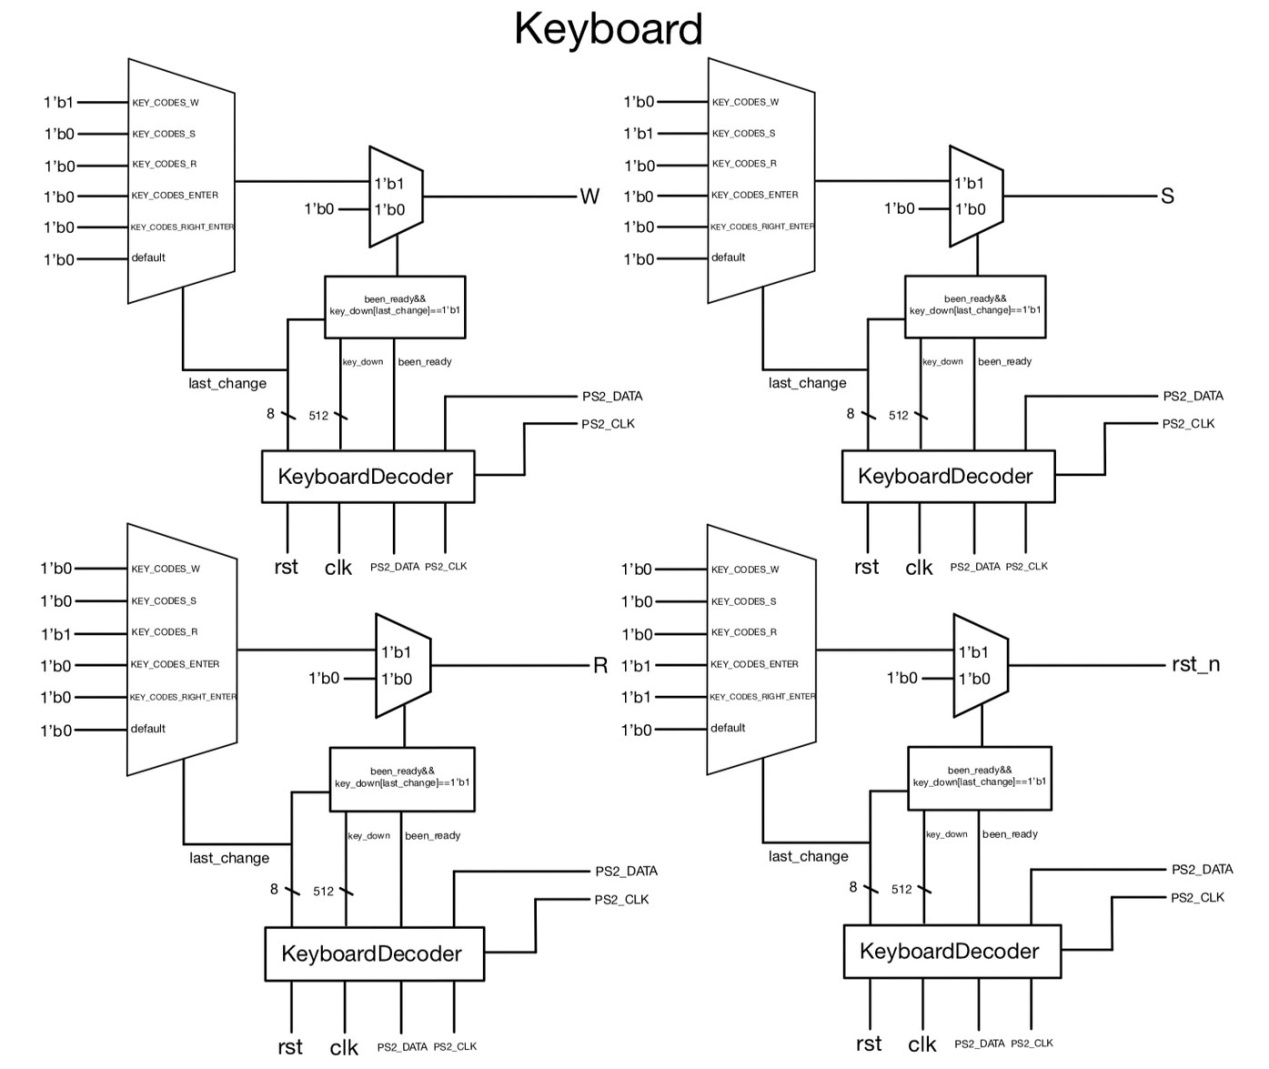 Keyboard
1'b1 KEY_CODES_W
1'b0 KEY_CODES_S
1'b0 KEY_CODES_R
1'b0 KEY_CODES_ENTER
1'b0 KEY_CODES_RIGHT_ENTER
1'b0 default
1'b1
1'b0 1'b0
W
been_ready&&
key_down[last_change]==1'b1
key_down been_ready
last_change
8 512
PS2_DATA
PS2_CLK
KeyboardDecoder
rst clk PS2_DATA PS2_CLK
1'b0 KEY_CODES_W
1'b1 KEY_CODES_S
1'b0 KEY_CODES_R
1'b0 KEY_CODES_ENTER
1'b0 KEY_CODES_RIGHT_ENTER
1'b0 default
1'b1
1'b0 1'b0
S
been_ready&&
key_down[last_change]==1'b1
key_down been_ready
last_change
8 512
PS2_DATA
PS2_CLK
KeyboardDecoder
rst clk PS2_DATA PS2_CLK
1'b0 KEY_CODES_W
1'b0 KEY_CODES_S
1'b1 KEY_CODES_R
1'b0 KEY_CODES_ENTER
1'b0 KEY_CODES_RIGHT_ENTER
1'b0 default
1'b1
1'b0 1'b0
R
been_ready&&
key_down[last_change]==1'b1
key_down been_ready
last_change
8 512
PS2_DATA
PS2_CLK
KeyboardDecoder
rst clk PS2_DATA PS2_CLK
1'b0 KEY_CODES_W
1'b0 KEY_CODES_S
1'b0 KEY_CODES_R
1'b1 KEY_CODES_ENTER
1'b1 KEY_CODES_RIGHT_ENTER
1'b0 default
1'b1
1'b0 1'b0
rst_n
been_ready&&
key_down[last_change]==1'b1
key_down been_ready
last_change
8 512
PS2_DATA
PS2_CLK
KeyboardDecoder
rst clk PS2_DATA PS2_CLK